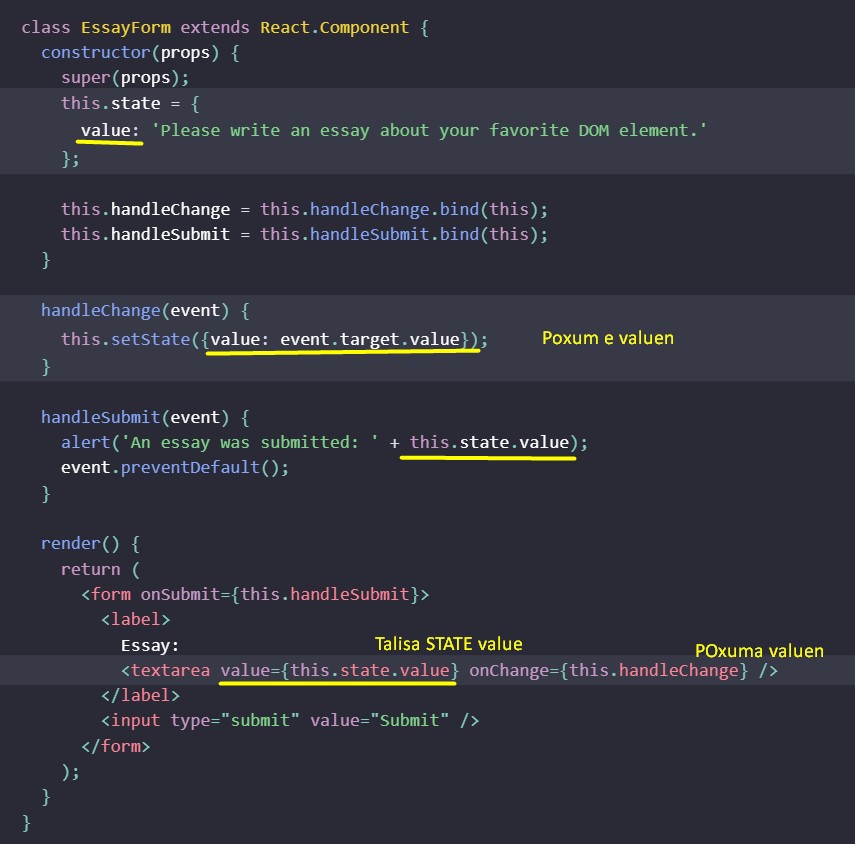 class EssayForm extends React.Component {
constructor(props) {
super(props);
this.state = {
value: 'Please write an essay about your favorite DOM element.'
};
this.handleChange = this.handleChange.bind(this);
this.handleSubmit = this.handleSubmit.bind(this);
}
handleChange(event) {
this.setState({value: event.target.value}); Poxum e valuen
}
handleSubmit(event) {
alert('An essay was submitted: ' + this.state.value);
event.preventDefault();
}
render() {
return (
<form onSubmit={this.handleSubmit}>
<label>
Essay: Talisa STATE value POxuma valuen
<textarea value={this.state.value} onChange={this.handleChange} />
</label>
<input type="submit" value="Submit" />
</form>
);
}
}